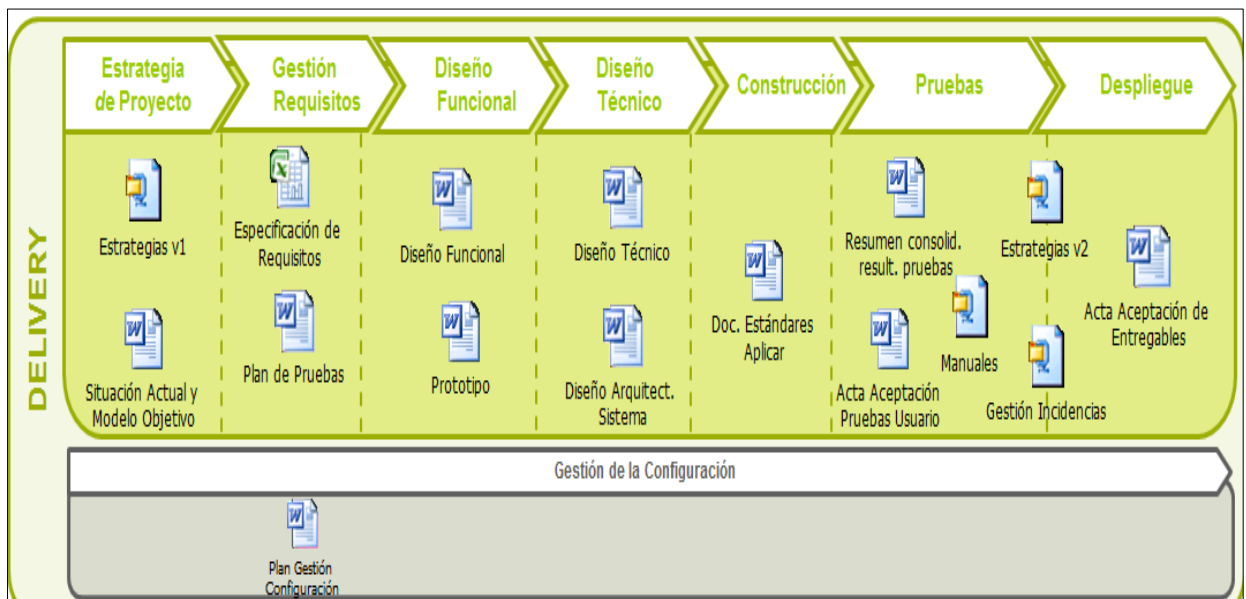 Estrategia
de Proyecto
Gestión
Requisitos
Diseño
Funcional
Diseño
Técnico
Construcción
Pruebas
Despliegue
DELIVERY
Estrategias v1
Situación Actual y
Modelo Objetivo
Especificación de
Requisitos
Plan de Pruebas
Diseño Funcional
Prototipo
Diseño Técnico
Diseño Arquitect.
Sistema
Doc. Estándares
Aplicar
Resumen consolid.
result. pruebas
Acta Aceptación
Pruebas Usuario
Manuales
Estrategias v2
Gestión Incidencias
Acta Aceptación de
Entregables
Gestión de la Configuración
Plan Gestión
Configuración